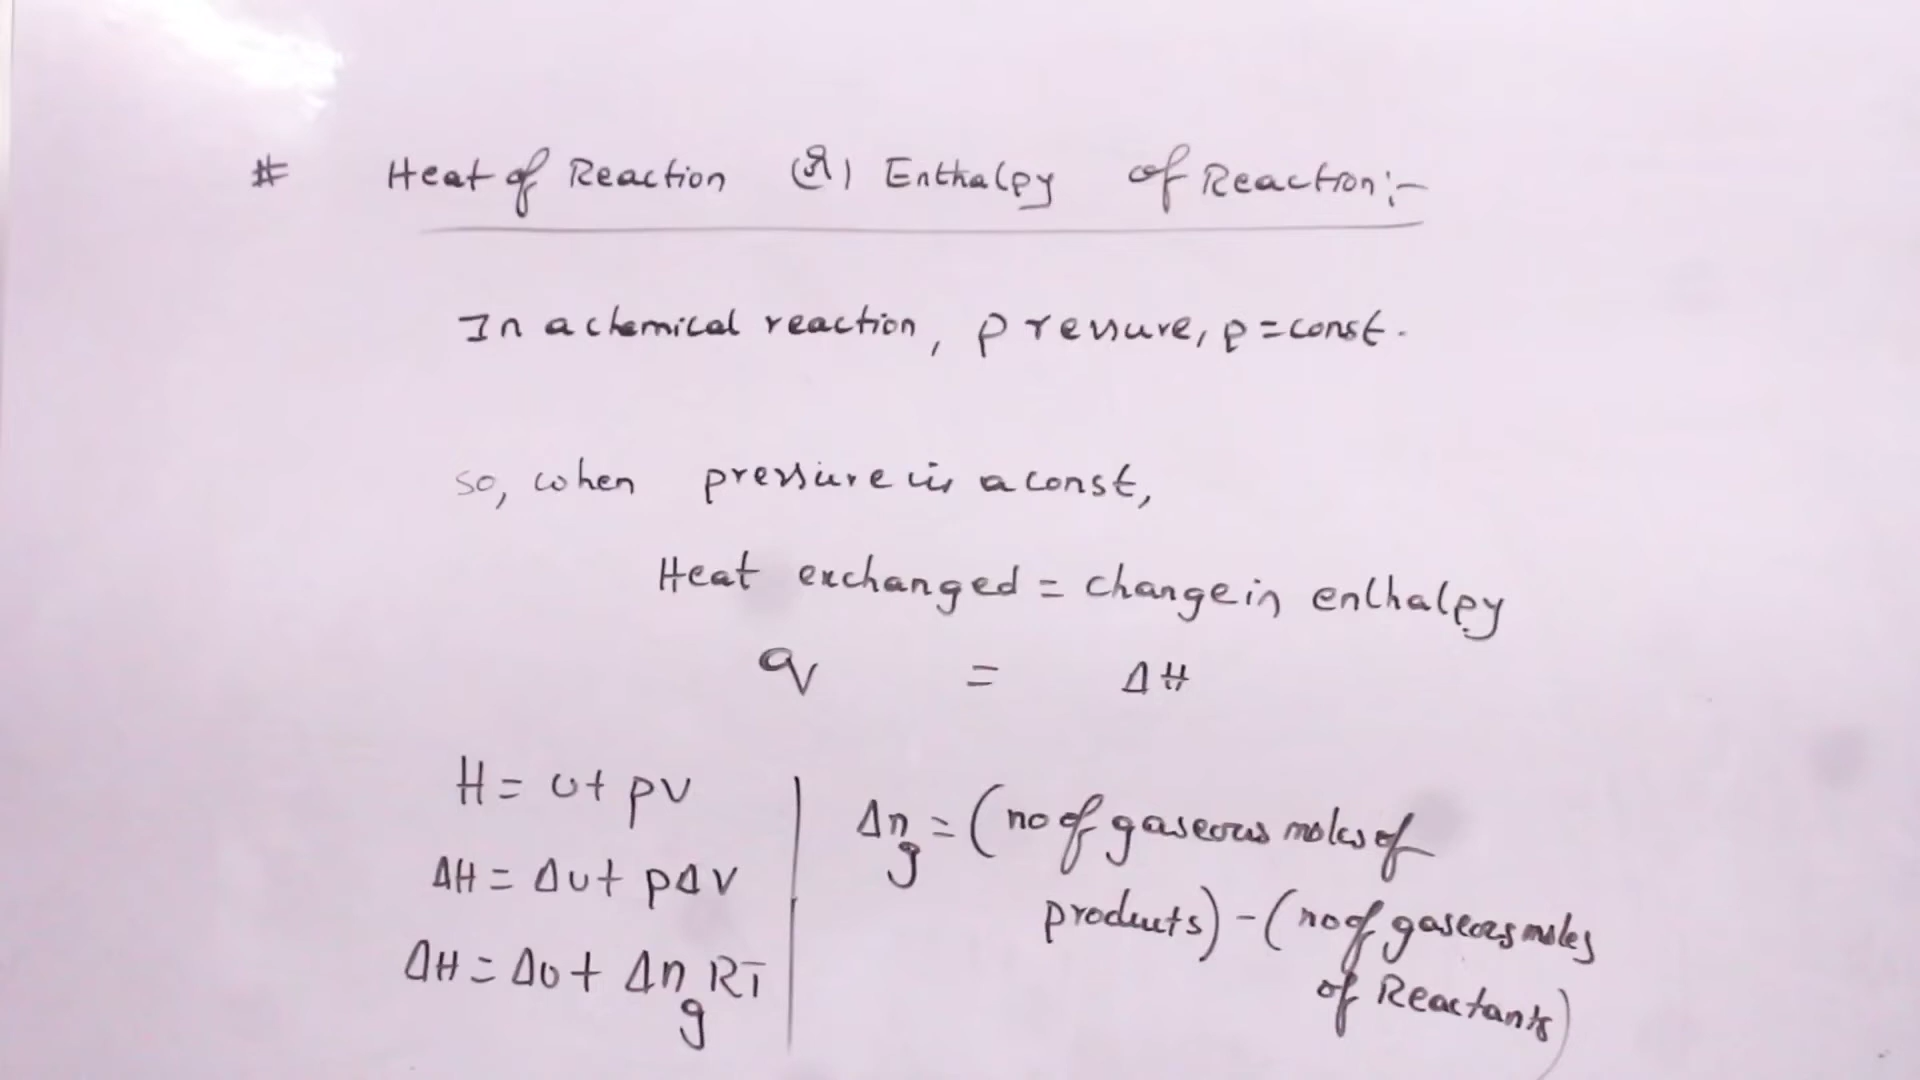 # Heat of Reaction (or) Enthalpy of Reaction:-
In a chemical reaction, pressure, p = const.
so, when pressure is a const,
Heat exchanged = change in enthalpy
q = ΔH
H = U + PV
ΔH = ΔU + PΔV
ΔH = ΔU + Δn_g RT
Δn_g = (no of gaseous moles of
products) - (no of gaseous moles
of Reactants)